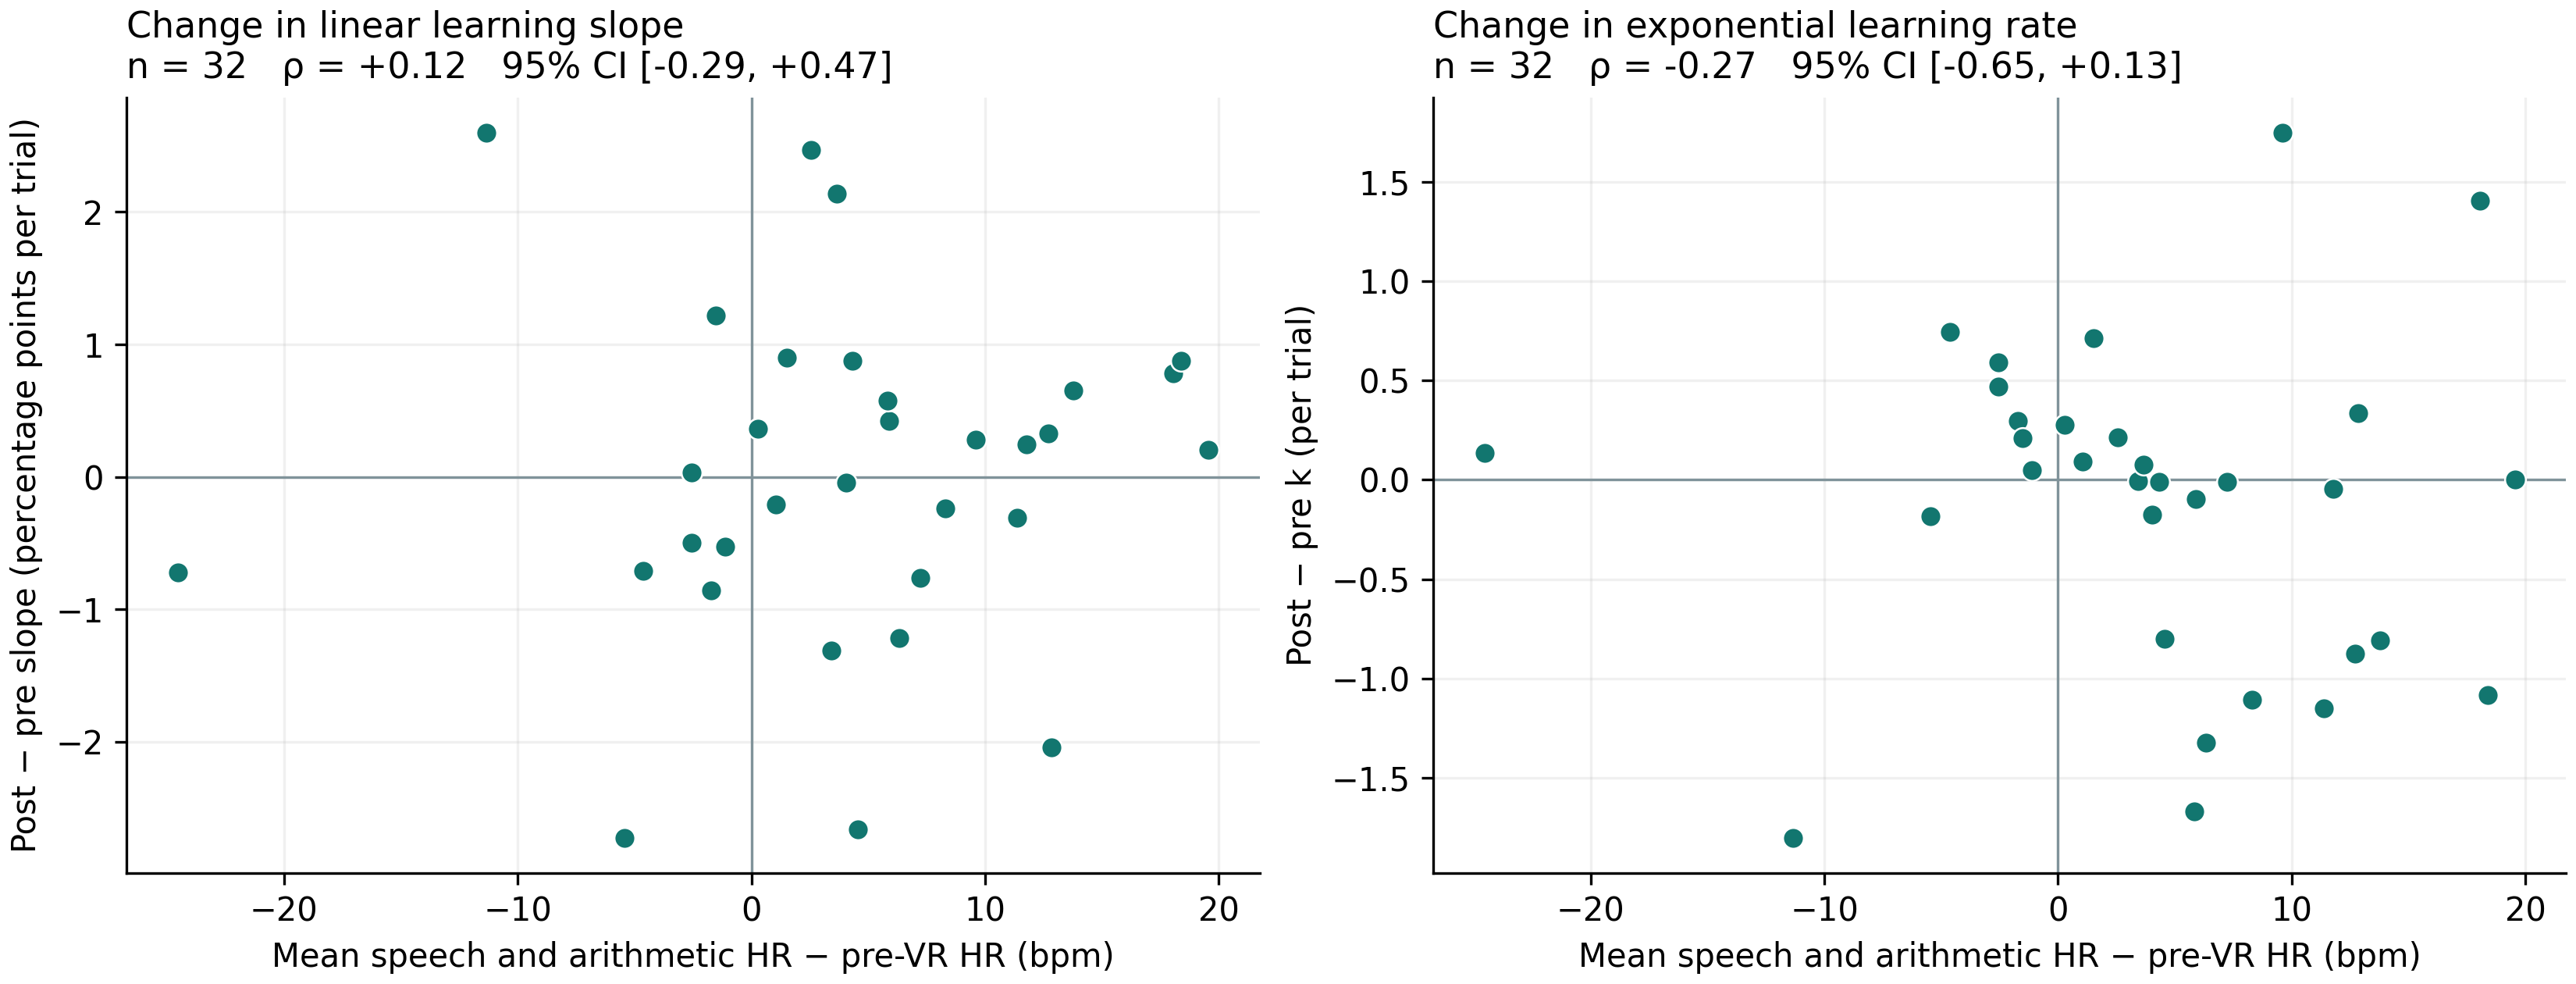 Change in linear learning slope
n = 32   ρ = +0.12   95% CI [-0.29, +0.47]
Post − pre slope (percentage points per trial)
2
1
0
−1
−2
−20
−10
0
10
20
Mean speech and arithmetic HR − pre-VR HR (bpm)
Change in exponential learning rate
n = 32   ρ = -0.27   95% CI [-0.65, +0.13]
Post − pre k (per trial)
1.5
1.0
0.5
0.0
−0.5
−1.0
−1.5
−20
−10
0
10
20
Mean speech and arithmetic HR − pre-VR HR (bpm)